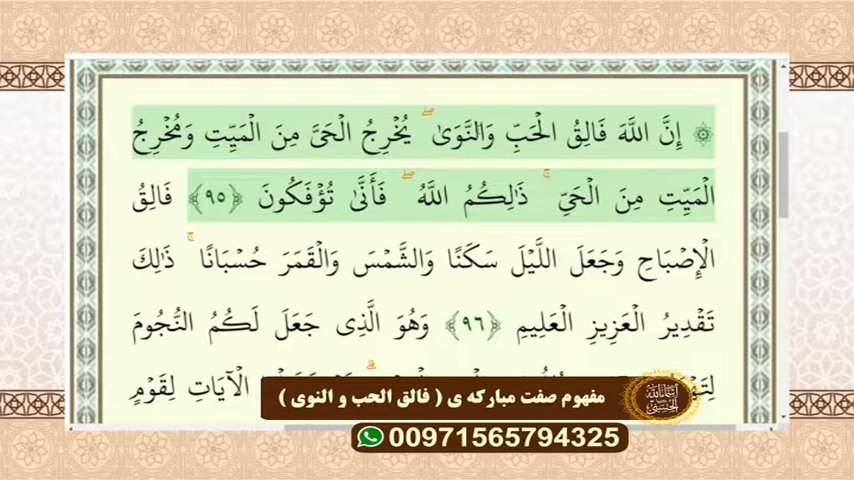 ۞ إِنَّ اللَّهَ فَالِقُ الْحَبِّ وَالنَّوَىٰ ۖ يُخْرِجُ الْحَيَّ مِنَ الْمَيِّتِ وَمُخْرِجُ
الْمَيِّتِ مِنَ الْحَيِّ ۚ ذَٰلِكُمُ اللَّهُ ۖ فَأَنَّىٰ تُؤْفَكُونَ ﴿٩٥﴾ فَالِقُ
الْإِصْبَاحِ وَجَعَلَ اللَّيْلَ سَكَنًا وَالشَّمْسَ وَالْقَمَرَ حُسْبَانًا ۚ ذَٰلِكَ
تَقْدِيرُ الْعَزِيزِ الْعَلِيمِ ﴿٩٦﴾ وَهُوَ الَّذِي جَعَلَ لَكُمُ النُّجُومَ
الْآيَاتِ لِقَوْمٍ
مفهوم صفت مبارکه ی ( فالق الحب و النوی )
00971565794325